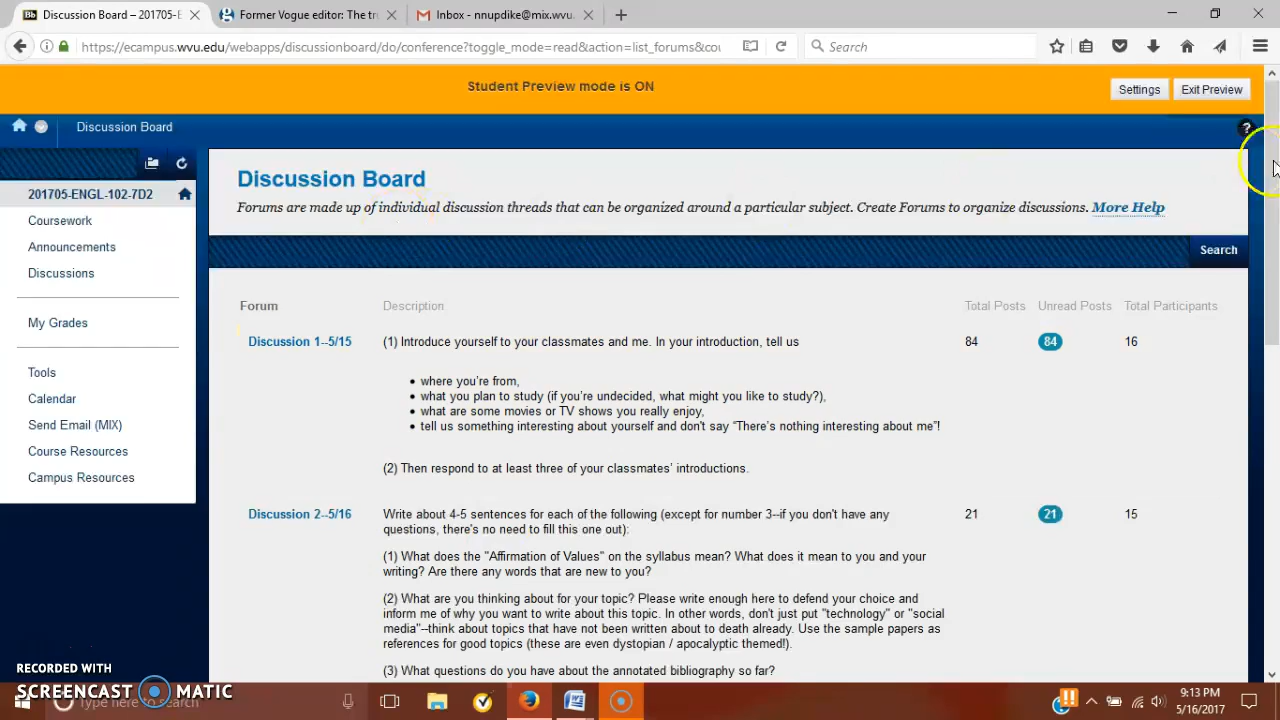 Bb Discussion Board – 201705-E
Former Vogue editor: The tr
Inbox - nnupdike@mix.wvu.
https://ecampus.wvu.edu/webapps/discussionboard/do/conference?toggle_mode=read&action=list_forums&cou
Search
Student Preview mode is ON
Settings
Exit Preview
Discussion Board
?
201705-ENGL-102-7D2
Coursework
Announcements
Discussions
My Grades
Tools
Calendar
Send Email (MIX)
Course Resources
Campus Resources
Discussion Board
Forums are made up of individual discussion threads that can be organized around a particular subject. Create Forums to organize discussions. More Help
Search
Forum Description Total Posts Unread Posts Total Participants
Discussion 1--5/15 (1) Introduce yourself to your classmates and me. In your introduction, tell us 84 84 16
• where you're from,
• what you plan to study (if you're undecided, what might you like to study?),
• what are some movies or TV shows you really enjoy,
• tell us something interesting about yourself and don't say “There's nothing interesting about me”!
(2) Then respond to at least three of your classmates' introductions.
Discussion 2--5/16 Write about 4-5 sentences for each of the following (except for number 3--if you don't have any 21 21 15
questions, there's no need to fill this one out):
(1) What does the "Affirmation of Values" on the syllabus mean? What does it mean to you and your
writing? Are there any words that are new to you?
(2) What are you thinking about for your topic? Please write enough here to defend your choice and
inform me of why you want to write about this topic. In other words, don't just put "technology" or "social
media"--think about topics that have not been written about to death already. Use the sample papers as
references for good topics (these are even dystopian / apocalyptic themed!).
(3) What questions do you have about the annotated bibliography so far?
RECORDED WITH
SCREENCAST MATIC
Type here to search
9:13 PM
5/16/2017